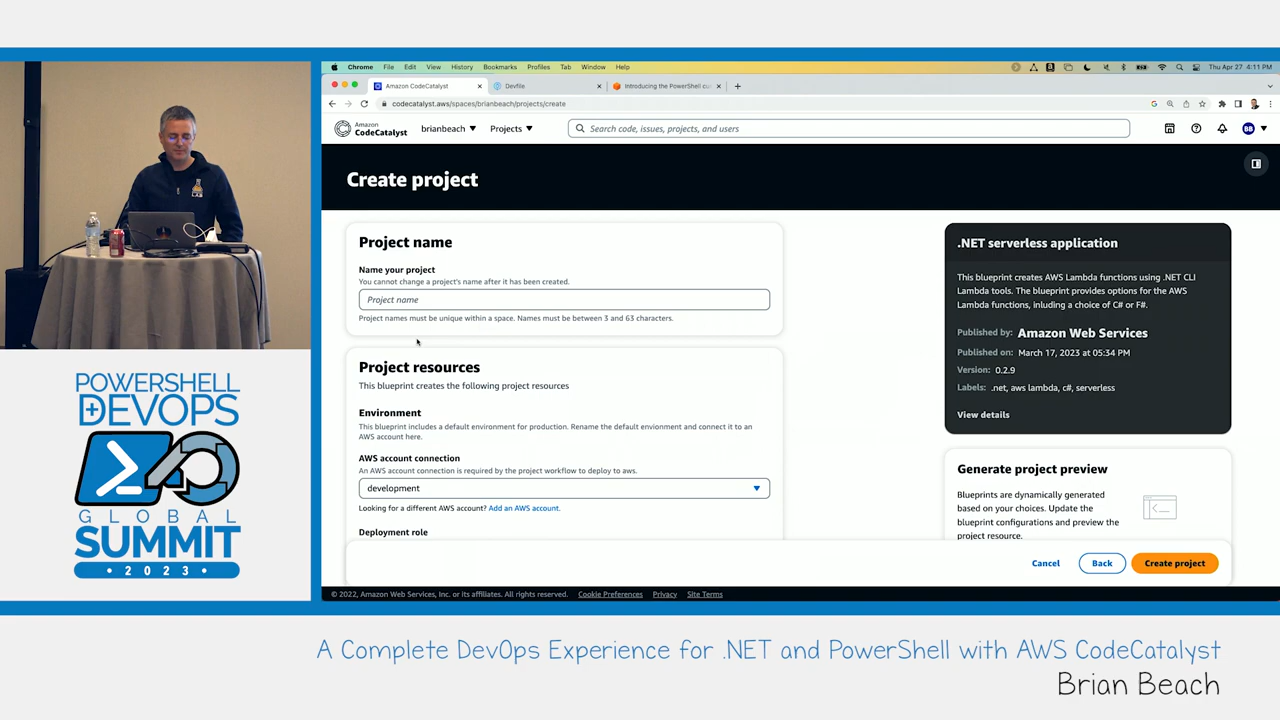 Chrome File Edit View History Bookmarks Profiles Tab Window Help
Thu Apr 27 4:11 PM
Amazon CodeCatalyst
Devfile
Introducing the PowerShell cu
codecatalyst.aws/spaces/brianbeach/projects/create
Amazon
CodeCatalyst
brianbeach
Projects
Search code, issues, projects, and users
BB
Create project
Project name
Name your project
You cannot change a project's name after it has been created.
Project name
Project names must be unique within a space. Names must be between 3 and 63 characters.
Project resources
This blueprint creates the following project resources
Environment
This blueprint includes a default environment for production. Rename the default envionment and connect it to an
AWS account here.
AWS account connection
An AWS account connection is required by the project workflow to deploy to aws.
development
Looking for a different AWS account? Add an AWS account.
Deployment role
.NET serverless application
This blueprint creates AWS Lambda functions using .NET CLI
Lambda tools. The blueprint provides options for the AWS
Lambda functions, inluding a choice of C# or F#.
Published by: Amazon Web Services
Published on: March 17, 2023 at 05:34 PM
Version: 0.2.9
Labels: .net, aws lambda, c#, serverless
View details
Generate project preview
Blueprints are dynamically generated
based on your choices. Update the
blueprint configurations and preview the
project resource.
Cancel
Back
Create project
© 2022, Amazon Web Services, Inc. or its affiliates. All rights reserved. Cookie Preferences Privacy Site Terms
POWERSHELL
+DEVOPS
GLOBAL
SUMMIT
• 2 0 2 3 •
A Complete DevOps Experience for .NET and PowerShell with AWS CodeCatalyst
Brian Beach